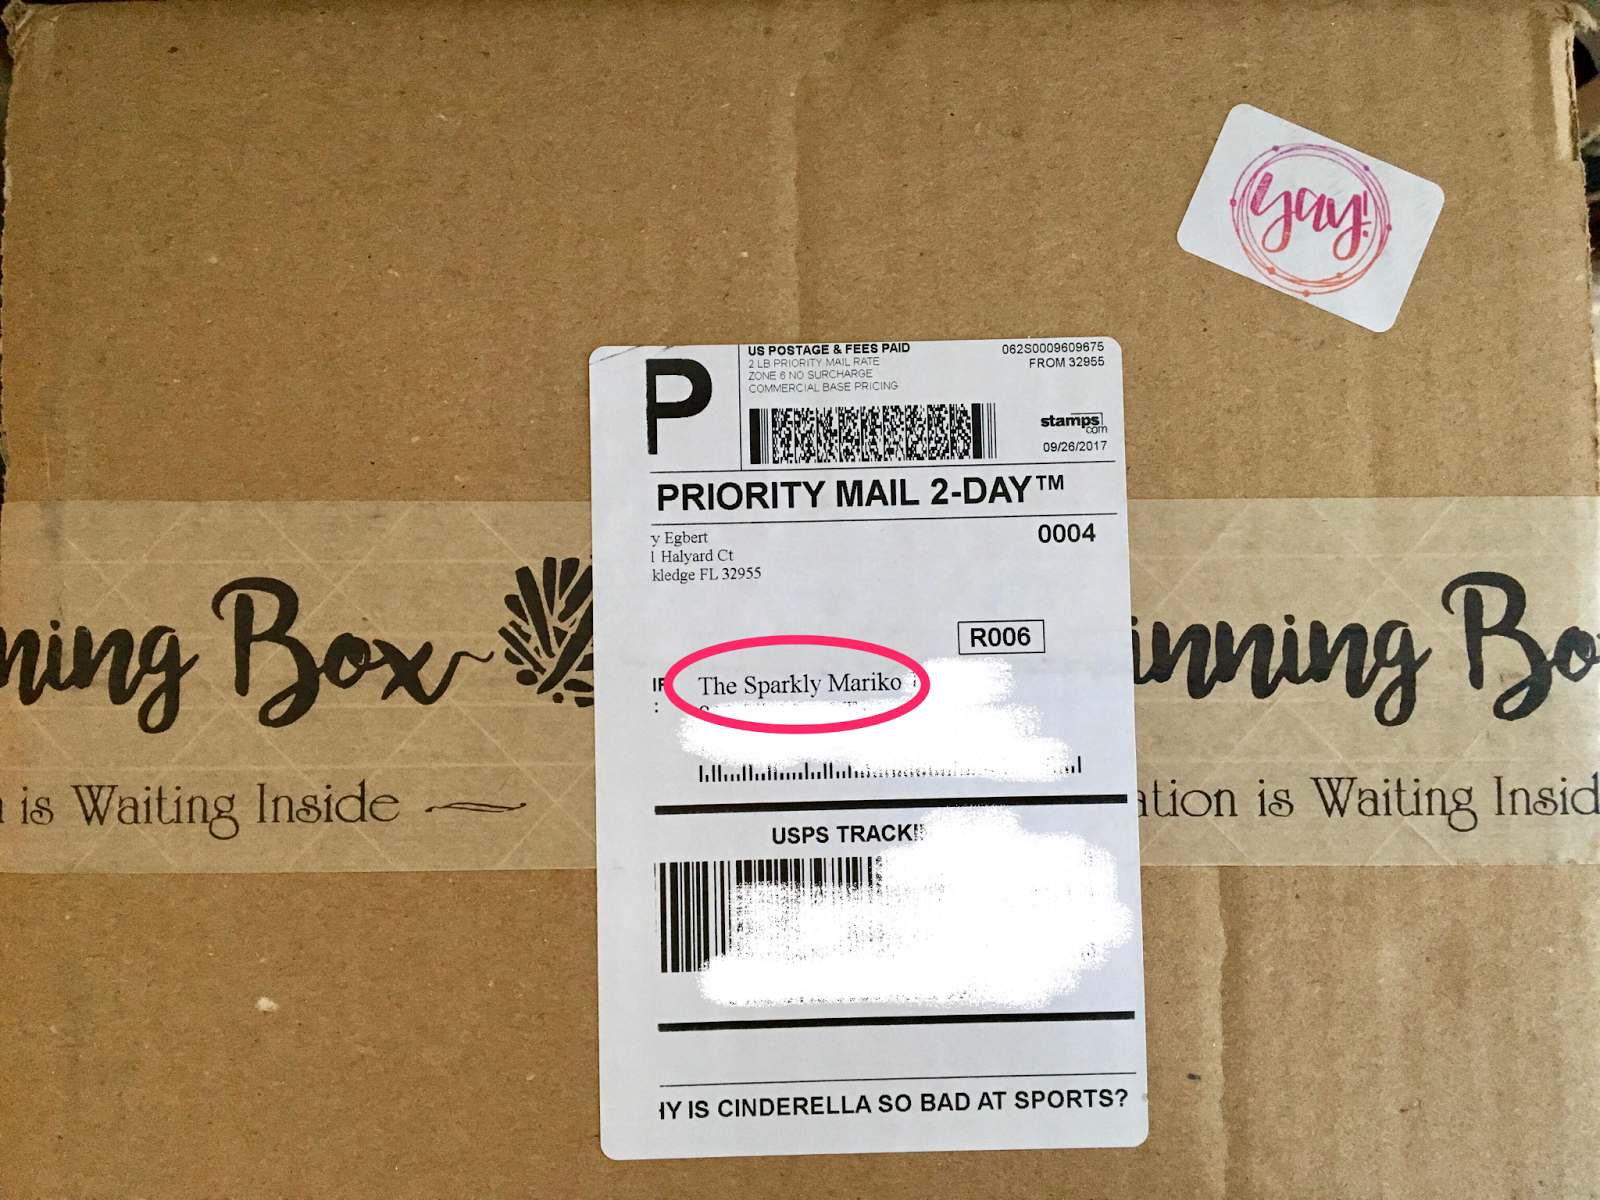 yay!
P
US POSTAGE & FEES PAID
2 LB PRIORITY MAIL RATE
ZONE 6 NO SURCHARGE
COMMERCIAL BASE PRICING
062S0009609675
FROM 32955
stamps
com
09/26/2017
PRIORITY MAIL 2-DAY™
y Egbert
1 Halyard Ct
kledge FL 32955
0004
R006
The Sparkly Mariko
USPS TRACKI
IY IS CINDERELLA SO BAD AT SPORTS?
ning Box
is Waiting Inside
inning Bo
ation is Waiting Insid